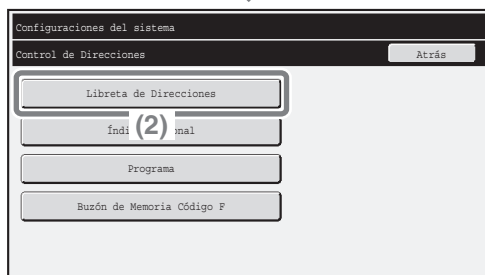 Configuraciones del sistema
Control de Direcciones
Atrás
Libreta de Direcciones
(2)
Programa
Buzón de Memoria Código F